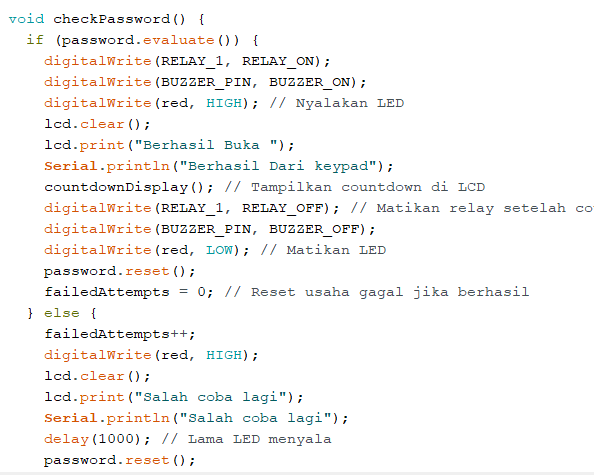 void checkPassword() {
if (password.evaluate()) {
digitalWrite(RELAY_1, RELAY_ON);
digitalWrite(BUZZER_PIN, BUZZER_ON);
digitalWrite(red, HIGH); // Nyalakan LED
lcd.clear();
lcd.print("Berhasil Buka ");
Serial.println("Berhasil Dari keypad");
countdownDisplay(); // Tampilkan countdown di LCD
digitalWrite(RELAY_1, RELAY_OFF); // Matikan relay setelah
digitalWrite(BUZZER_PIN, BUZZER_OFF);
digitalWrite(red, LOW); // Matikan LED
password.reset();
failedAttempts = 0; // Reset usaha gagal jika berhasil
} else {
failedAttempts++;
digitalWrite(red, HIGH);
lcd.clear();
lcd.print("Salah coba lagi");
Serial.println("Salah coba lagi");
delay(1000); // Lama LED menyala
password.reset();